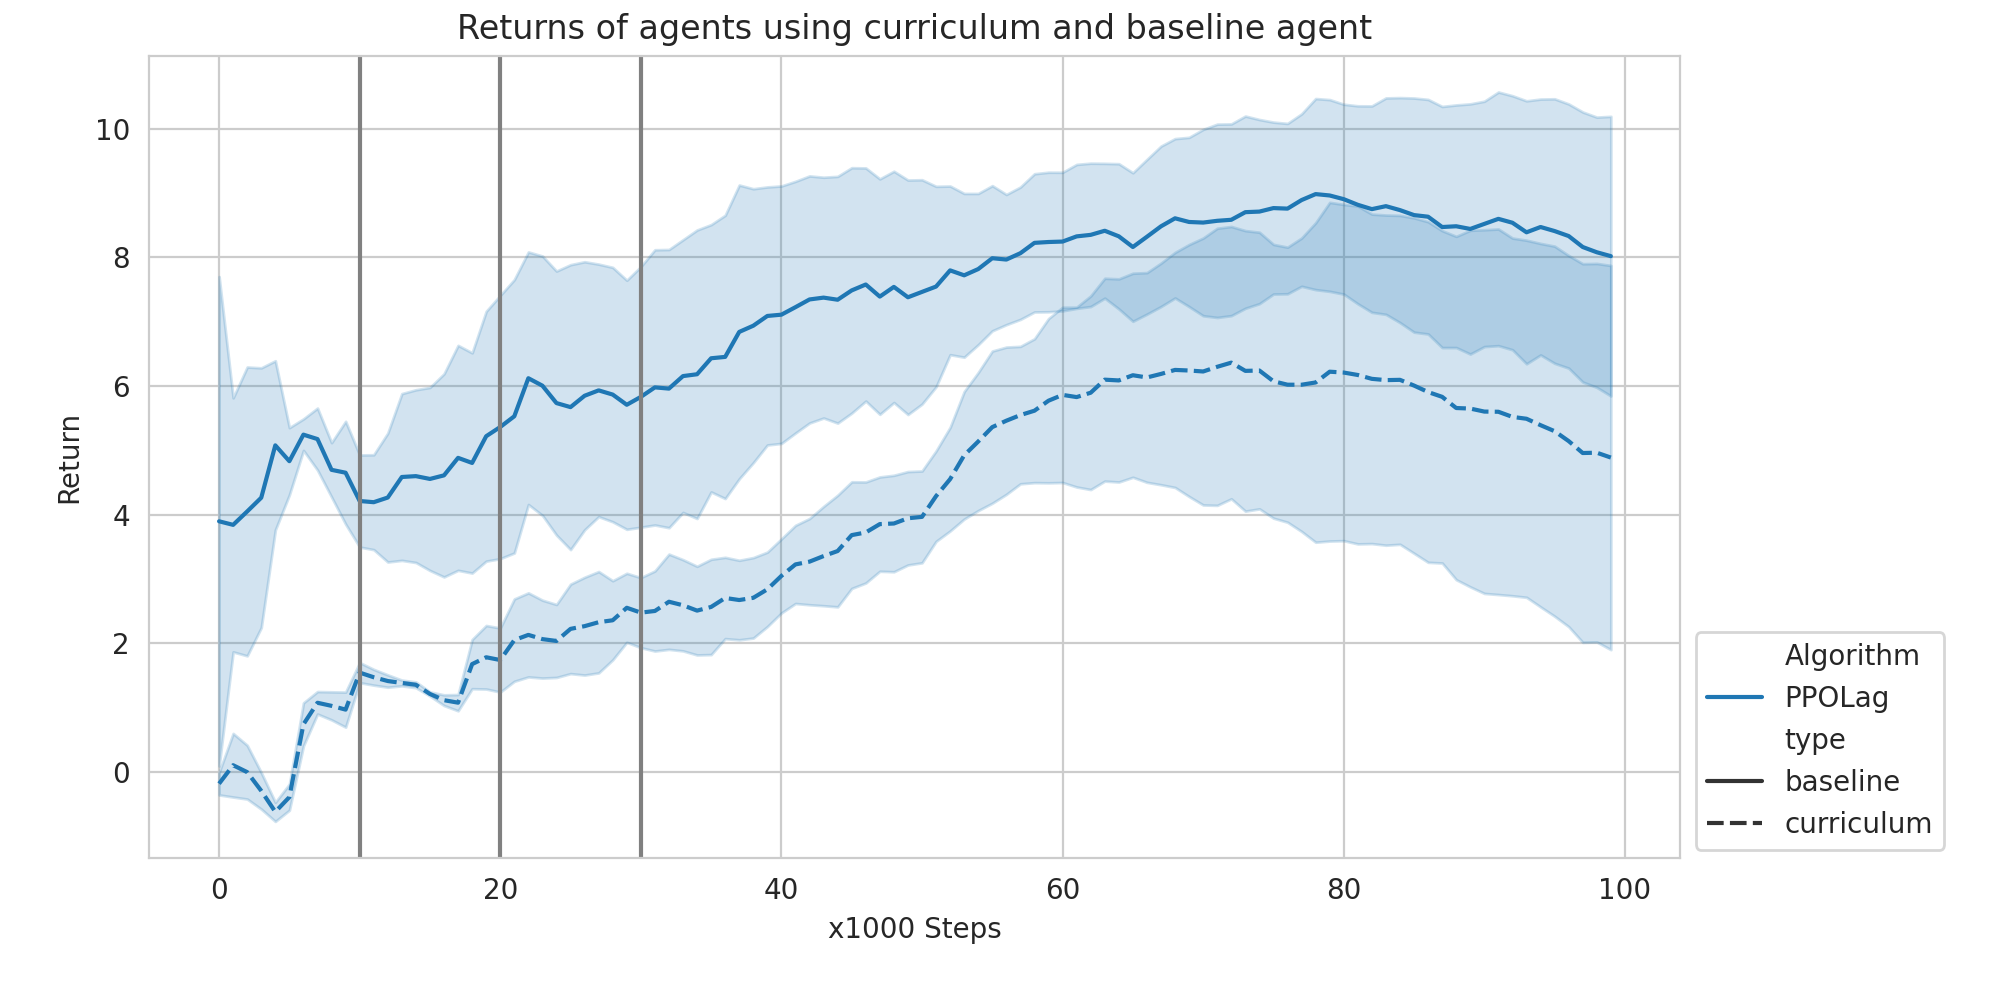 Returns of agents using curriculum and baseline agent
10
8
6
4
2
0
Return
0 20 40 60 80 100
x1000 Steps
Algorithm
PPOLag
type
baseline
curriculum